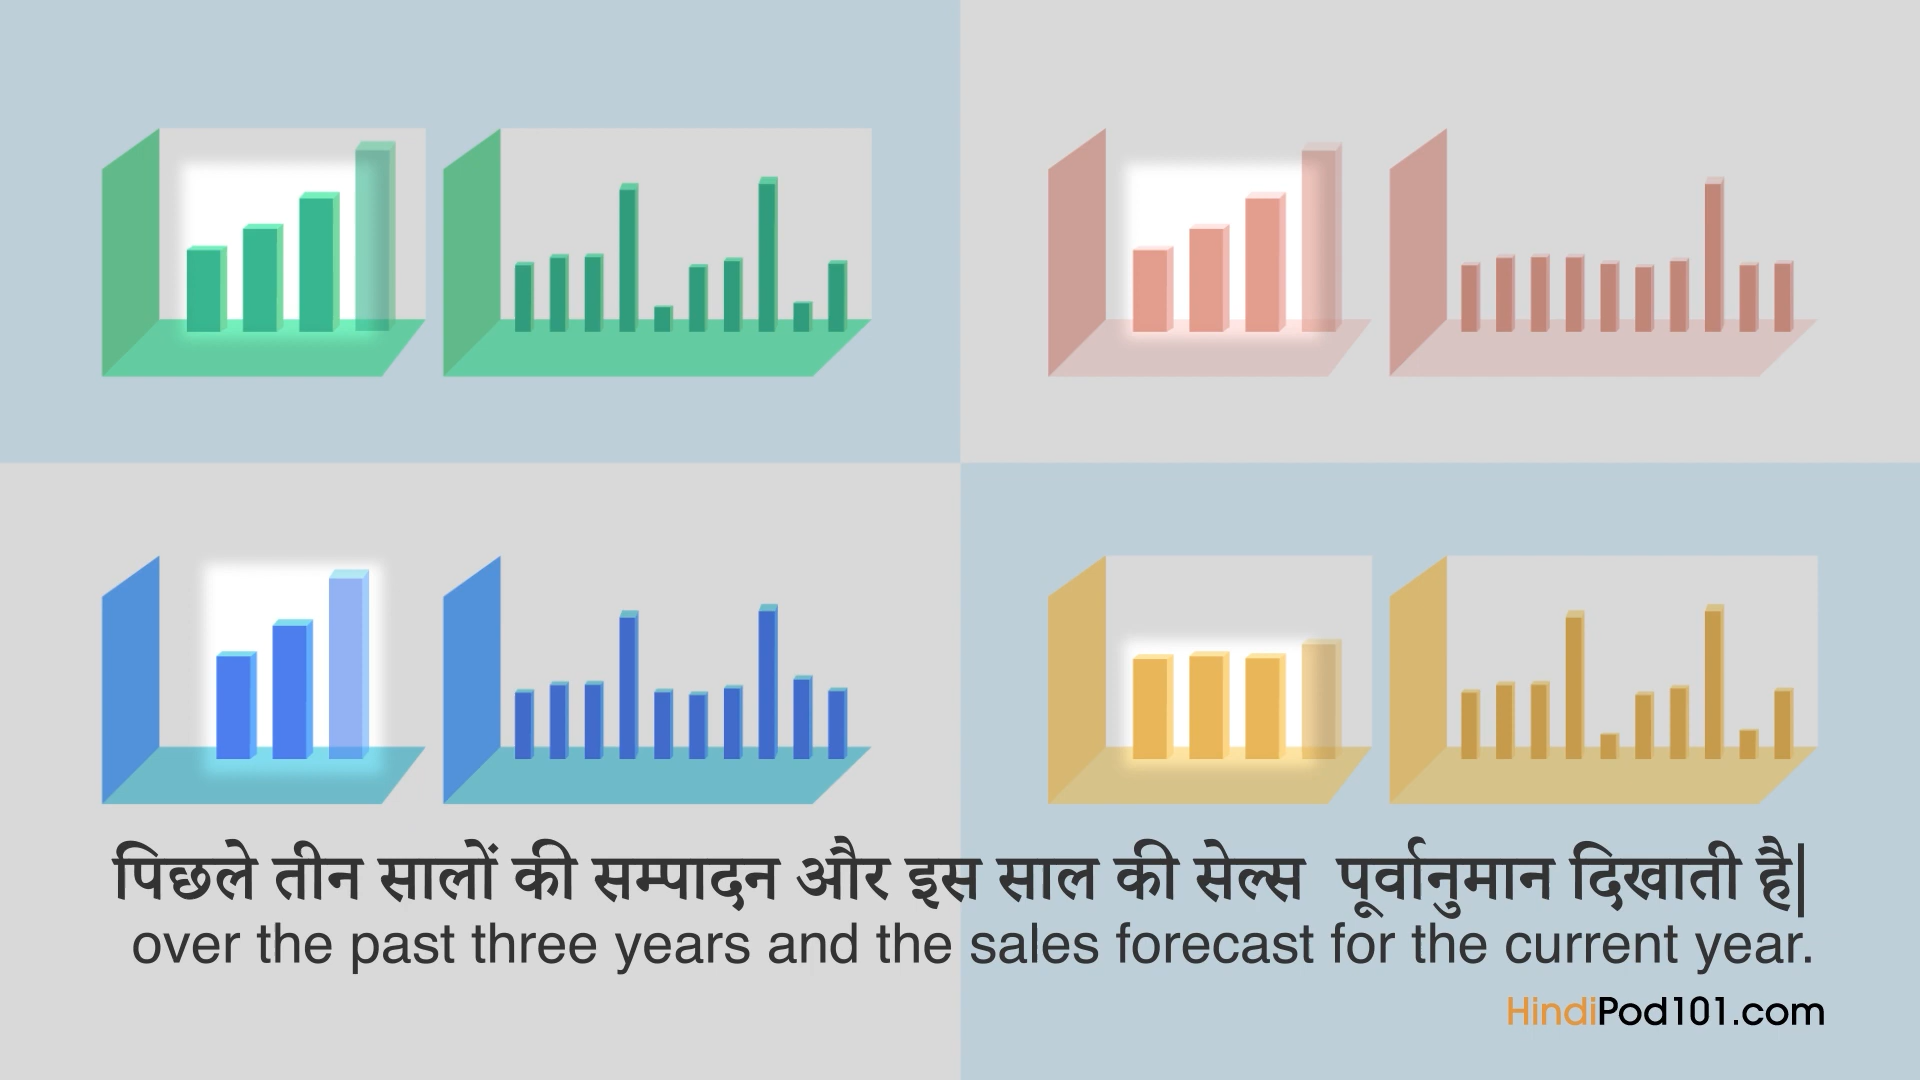 पिछले तीन सालों की सम्पादन और इस साल की सेल्स  पूर्वानुमान दिखाती है|
over the past three years and the sales forecast for the current year.
HindiPod101.com